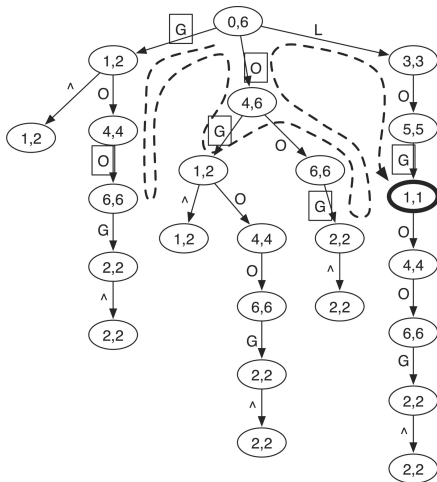 0,6
G L
1,2 O 3,3
^ O 4,6 O
1,2 4,4 G O 5,5
O 1,2 6,6 G
6,6 ^ O G 1,1
G 1,2 4,4 2,2 O
2,2 O ^ 4,4
^ 6,6 2,2 O
2,2 G 6,6
2,2 G
^ 2,2
2,2 ^
2,2